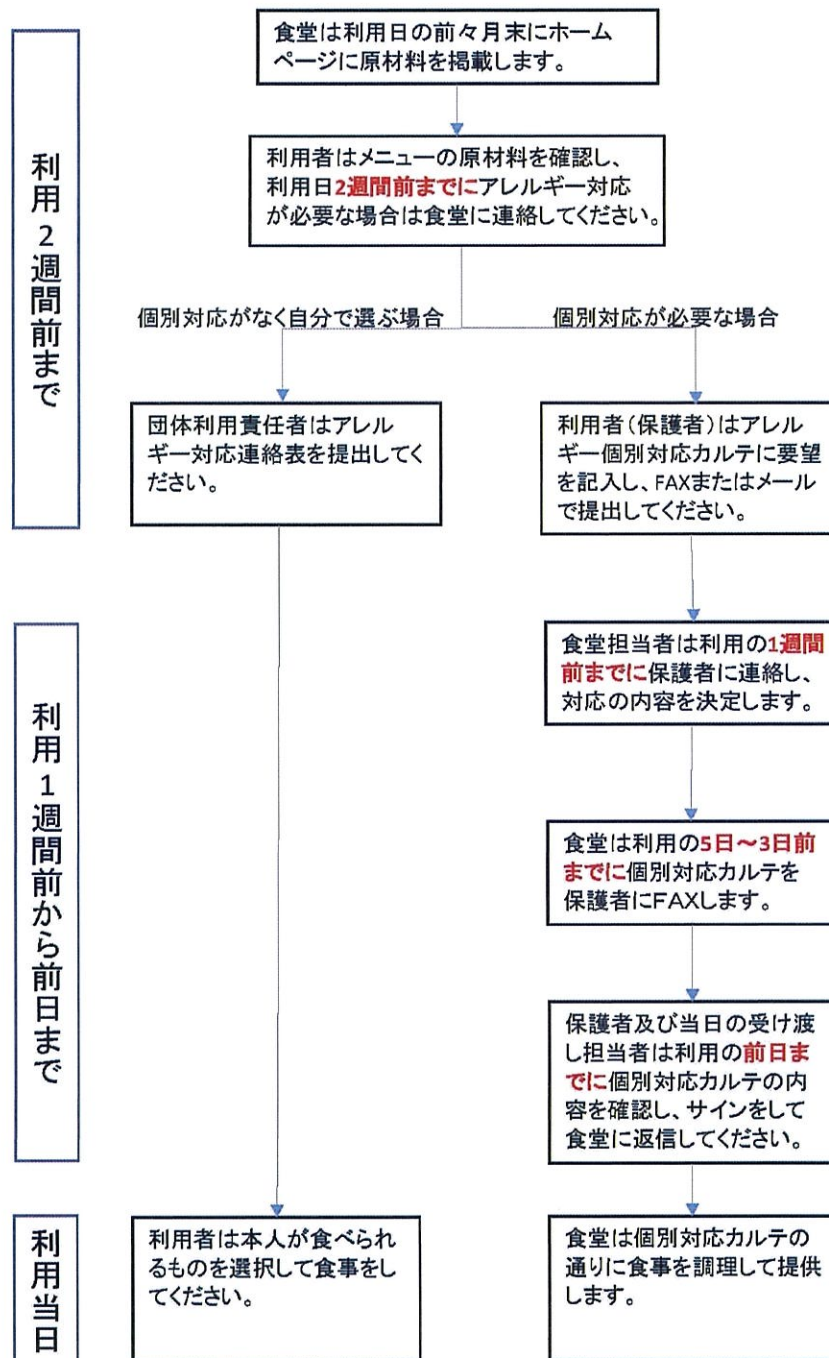 利用2週間前まで
食堂は利用日の前々月末にホーム
ページに原材料を掲載します。
利用者はメニューの原材料を確認し、
利用日2週間前までにアレルギー対応
が必要な場合は食堂に連絡してください。
個別対応がなく自分で選ぶ場合
個別対応が必要な場合
団体利用責任者はアレル
ギー対応連絡表を提出してく
ださい。
利用者（保護者）はアレル
ギー個別対応カルテに要望
を記入し、FAXまたはメール
で提出してください。
利用1週間前から前日まで
食堂担当者は利用の1週間
前までに保護者に連絡し、
対応の内容を決定します。
食堂は利用の5日～3日前
までに個別対応カルテを
保護者にFAXします。
保護者及び当日の受け渡
し担当者は利用の前日ま
でに個別対応カルテの内
容を確認し、サインをして
食堂に返信してください。
利用当日
利用者は本人が食べられ
るものを選択して食事をし
てください。
食堂は個別対応カルテの
通りに食事を調理して提供
します。